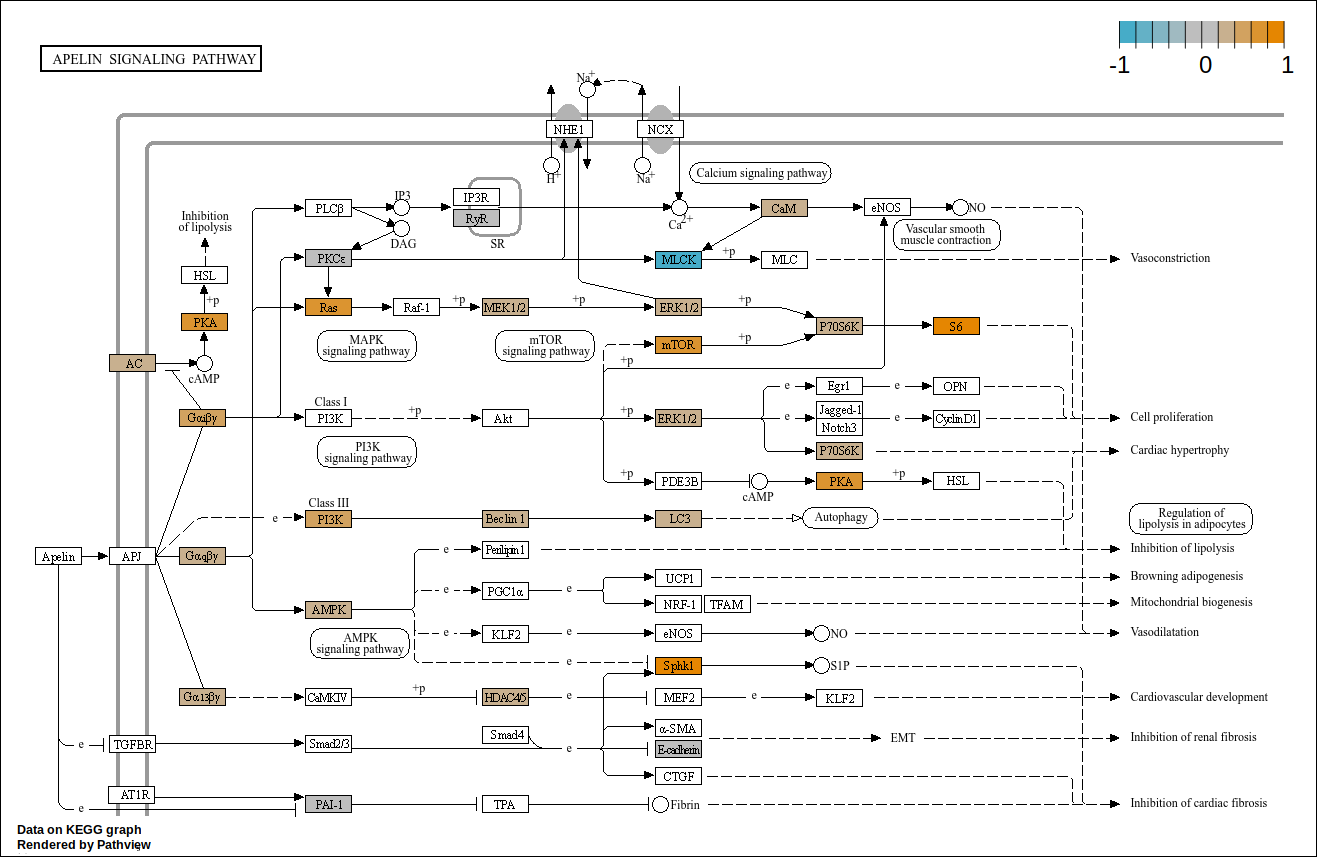 APELIN SIGNALING PATHWAY
-1 0 1
Na+
NHE1 NCX
H+ Na+
Calcium signaling pathway
Inhibition
of lipolysis
PLCβ IP3 IP3R
RyR
DAG SR
Ca2+
CaM eNOS NO
Vascular smooth
muscle contraction
HSL
PKCε MLCK +p MLC Vasoconstriction
+p
PKA
Ras Raf-1 +p MEK1/2 +p ERK1/2 +p
P70S6K S6
MAPK
signaling pathway
mTOR
signaling pathway
mTOR +p
+p
AC cAMP
Gαiβγ
Class I
PI3K +p Akt +p ERK1/2
e Egr1 e OPN
e Jagged-1
Notch3
e CyclinD1 Cell proliferation
P70S6K Cardiac hypertrophy
PI3K
signaling pathway
+p PDE3B cAMP PKA +p HSL
Class III
e PI3K Beclin 1 LC3 Autophagy
Regulation of
lipolysis in adipocytes
Apelin APJ Gαqβγ
e Perilipin1 Inhibition of lipolysis
e PGC1α e UCP1 Browning adipogenesis
NRF-1 TFAM Mitochondrial biogenesis
AMPK
AMPK
signaling pathway
e KLF2 e eNOS NO Vasodilatation
e Sphk1 S1P
Gα13βγ CaMKIV +p HDAC4/5 e MEF2 e KLF2 Cardiovascular development
e TGFBR Smad2/3 Smad4 e
α-SMA
E-cadherin
EMT Inhibition of renal fibrosis
CTGF
AT1R
e PAI-1 TPA Fibrin Inhibition of cardiac fibrosis
Data on KEGG graph
Rendered by Pathview